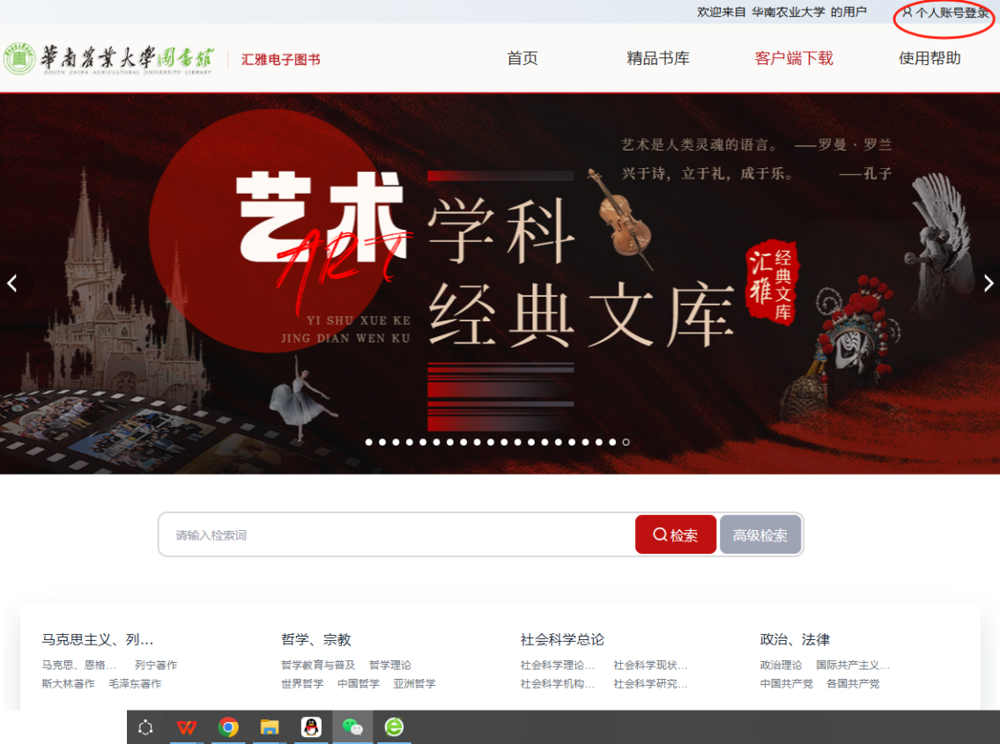 欢迎来自 华南农业大学 的用户 个人账号登录
華南農業大學图书馆
SOUTH CHINA AGRICULTURAL UNIVERSITY LIBRARY
汇雅电子图书
首页 精品书库 客户端下载 使用帮助
艺术是人类灵魂的语言。 ——罗曼·罗兰
兴于诗，立于礼，成于乐。 ——孔子
艺术
ART
学科
经典文库
YI SHU XUE KE
JING DIAN WEN KU
汇雅
经典文库
请输入检索词 检索 高级检索
马克思主义、列... 哲学、宗教 社会科学总论 政治、法律
马克思、恩格... 列宁著作 哲学教育与普及 哲学理论 社会科学理论... 社会科学现状... 政治理论 国际共产主义...
斯大林著作 毛泽东著作 世界哲学 中国哲学 亚洲哲学 社会科学机构... 社会科学研究... 中国共产党 各国共产党